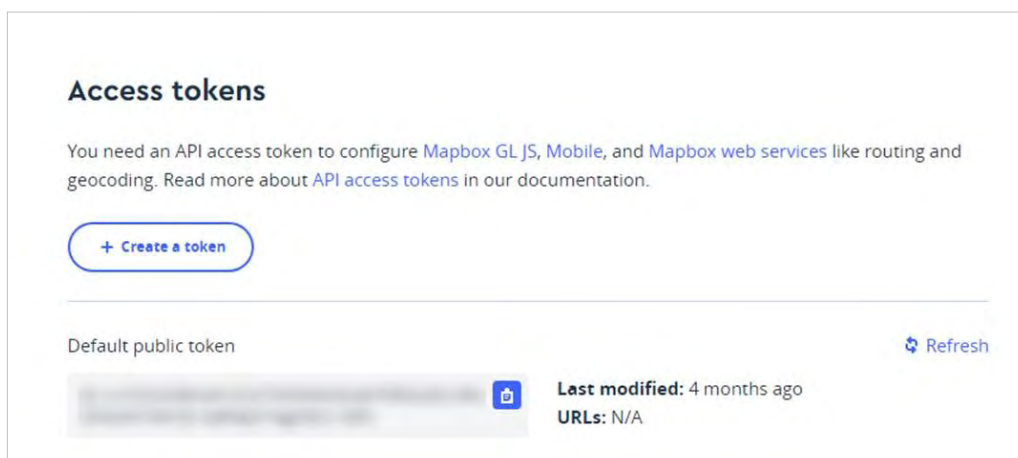 Access tokens
You need an API access token to configure Mapbox GL JS, Mobile, and Mapbox web services like routing and
geocoding. Read more about API access tokens in our documentation.
+ Create a token
Default public token
Refresh
Last modified: 4 months ago
URLs: N/A